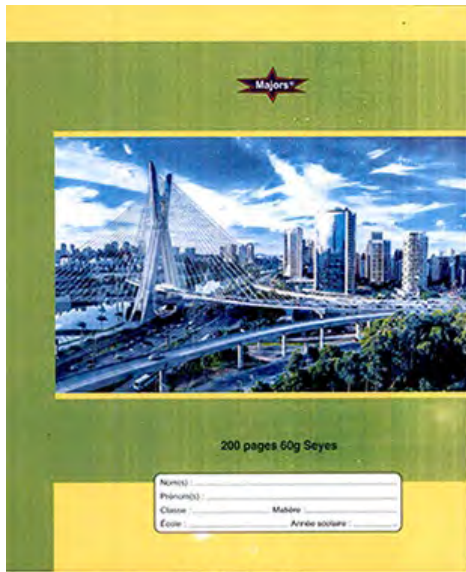 Majors®
200 pages 60g Seyes
Nom(s) :
Prénom(s) :
Classe : Matière :
École : Année scolaire :